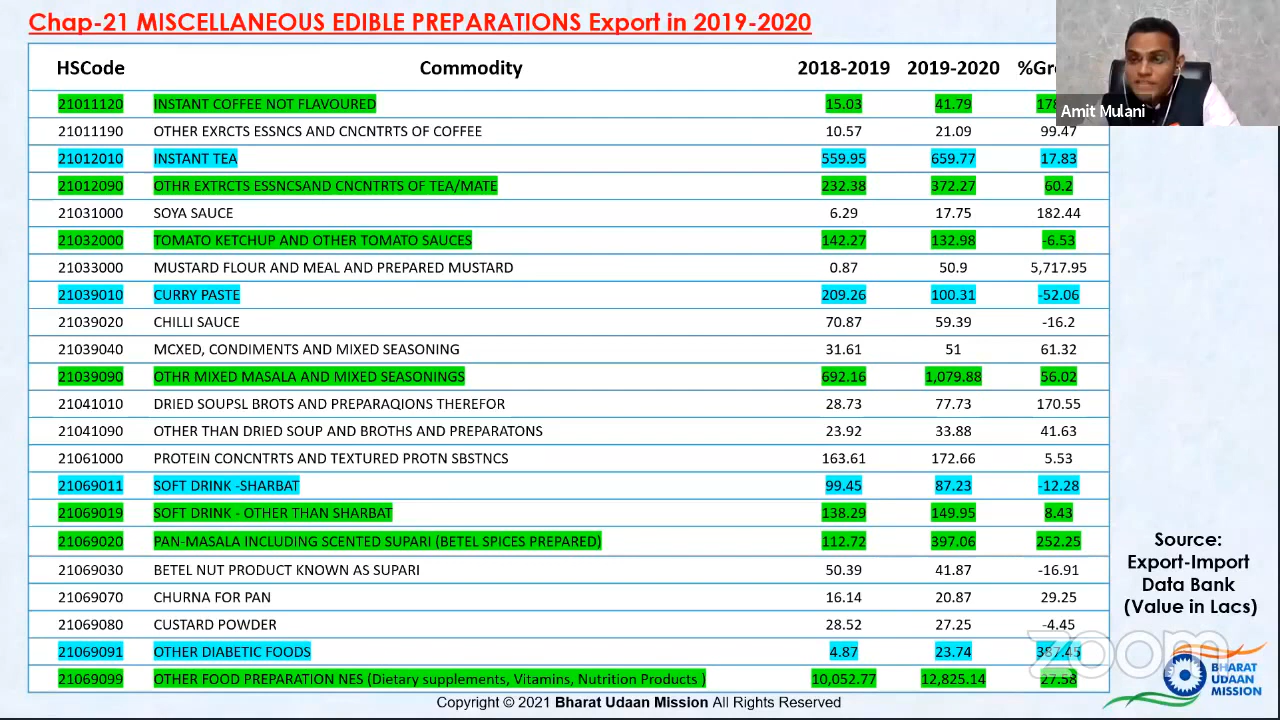 Chap-21 MISCELLANEOUS EDIBLE PREPARATIONS Export in 2019-2020
HSCode Commodity 2018-2019 2019-2020
Amit Mulani
21011120 INSTANT COFFEE NOT FLAVOURED 15.03 41.79
21011190 OTHER EXRCTS ESSNCS AND CNCNTRTS OF COFFEE 10.57 21.09 99.47
21012010 INSTANT TEA 559.95 659.77 17.83
21012090 OTHR EXTRCTS ESSNCSAND CNCNTRTS OF TEA/MATE 232.38 372.27 60.2
21031000 SOYA SAUCE 6.29 17.75 182.44
21032000 TOMATO KETCHUP AND OTHER TOMATO SAUCES 142.27 132.98 -6.53
21033000 MUSTARD FLOUR AND MEAL AND PREPARED MUSTARD 0.87 50.9 5,717.95
21039010 CURRY PASTE 209.26 100.31 -52.06
21039020 CHILLI SAUCE 70.87 59.39 -16.2
21039040 MCXED, CONDIMENTS AND MIXED SEASONING 31.61 51 61.32
21039090 OTHR MIXED MASALA AND MIXED SEASONINGS 692.16 1,079.88 56.02
21041010 DRIED SOUPSL BROTS AND PREPARAQIONS THEREFOR 28.73 77.73 170.55
21041090 OTHER THAN DRIED SOUP AND BROTHS AND PREPARATONS 23.92 33.88 41.63
21061000 PROTEIN CONCNTRTS AND TEXTURED PROTN SBSTNCS 163.61 172.66 5.53
21069011 SOFT DRINK -SHARBAT 99.45 87.23 -12.28
21069019 SOFT DRINK - OTHER THAN SHARBAT 138.29 149.95 8.43
21069020 PAN-MASALA INCLUDING SCENTED SUPARI (BETEL SPICES PREPARED) 112.72 397.06 252.25
21069030 BETEL NUT PRODUCT KNOWN AS SUPARI 50.39 41.87 -16.91
21069070 CHURNA FOR PAN 16.14 20.87 29.25
21069080 CUSTARD POWDER 28.52 27.25 -4.45
21069091 OTHER DIABETIC FOODS 4.87 23.74 387.45
21069099 OTHER FOOD PREPARATION NES (Dietary supplements, Vitamins, Nutrition Products ) 10,052.77 12,825.14 27.58
Source:
Export-Import
Data Bank
(Value in Lacs)
zoom
BHARAT
UDAAN
MISSION
Copyright © 2021 Bharat Udaan Mission All Rights Reserved